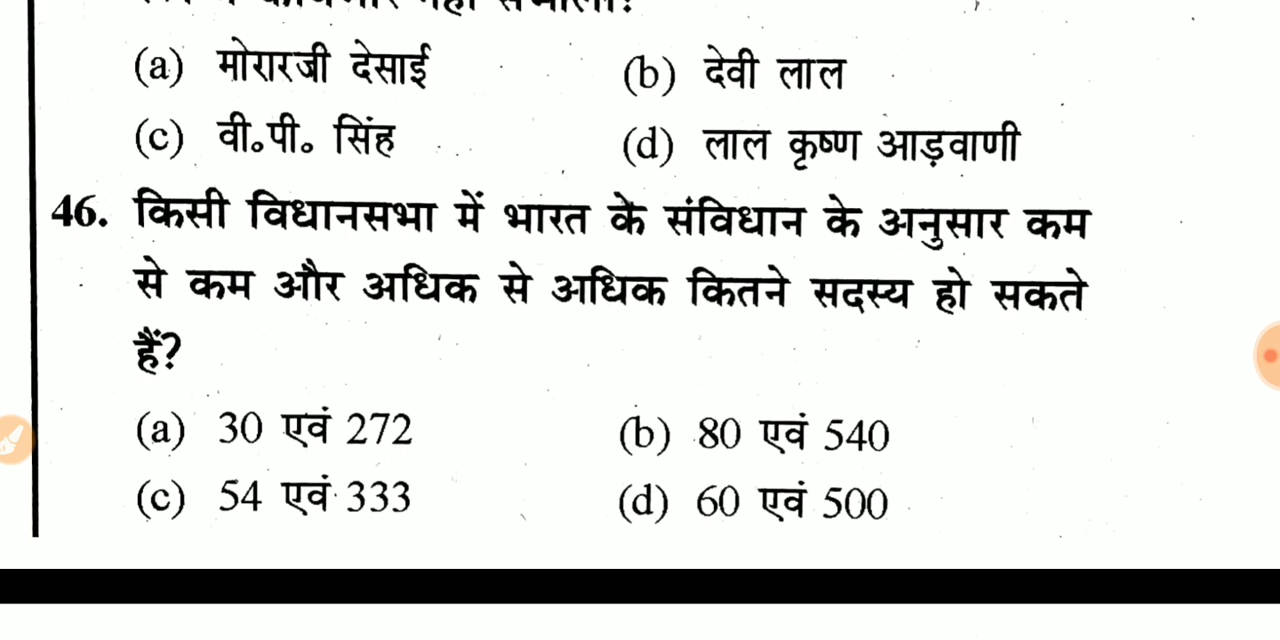 (a) मोरारजी देसाई (b) देवी लाल
(c) वी॰पी॰ सिंह (d) लाल कृष्ण आडवाणी
46. किसी विधानसभा में भारत के संविधान के अनुसार कम
से कम और अधिक से अधिक कितने सदस्य हो सकते
हैं?
(a) 30 एवं 272 (b) 80 एवं 540
(c) 54 एवं 333 (d) 60 एवं 500